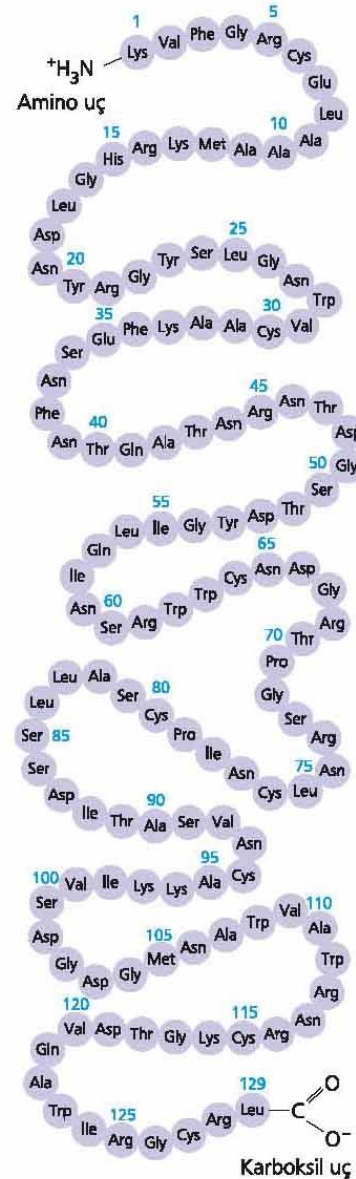 1 5
+H3N Lys Val Phe Gly Arg Cys Glu Leu
Amino uç
15 10
Ala Ala Ala Met Lys Arg His Gly Leu Asp Asn
20 25
Tyr Arg Gly Tyr Ser Leu Gly Asn Trp
35 30
Val Cys Ala Ala Lys Phe Glu Ser Asn Phe Asn
40 45
Thr Gln Ala Thr Asn Arg Asn Thr Asp Gly
55 50
Ser Thr Asp Tyr Gly Ile Leu Gln Ile Asn
60 65
Ser Arg Trp Trp Cys Asn Asp Gly Arg
70 75
Thr Pro Gly Ser Arg Asn Leu
80 85
Cys Asn Ile Pro Cys Ser Ala Leu Leu Ser Ser
90
Asp Ile Thr Ala Ser Val Asn
100 95
Cys Ala Lys Lys Ile Val Ser Asp
105 110
Gly Asp Gly Met Asn Ala Trp Val Ala Trp Arg
120 115
Asn Arg Cys Lys Gly Thr Asp Val Gln Ala
125 129
Trp Ile Arg Gly Cys Arg Leu C O O−
Karboksil uç